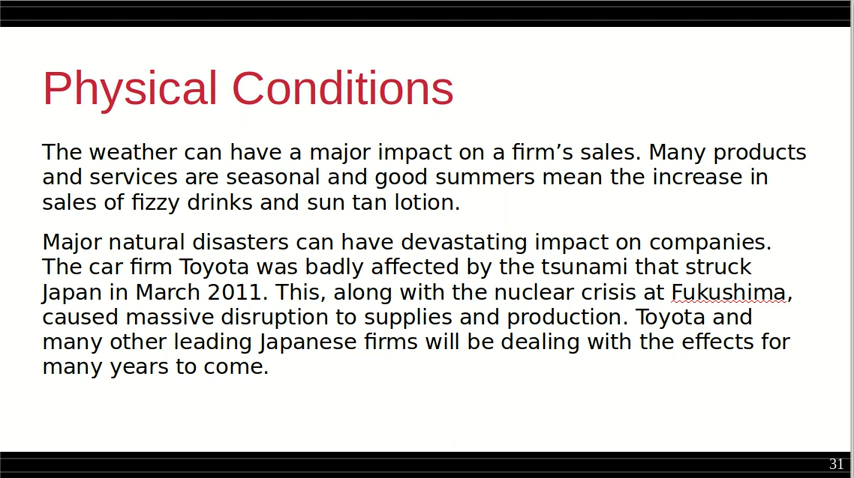 Physical Conditions
The weather can have a major impact on a firm’s sales. Many products
and services are seasonal and good summers mean the increase in
sales of fizzy drinks and sun tan lotion.
Major natural disasters can have devastating impact on companies.
The car firm Toyota was badly affected by the tsunami that struck
Japan in March 2011. This, along with the nuclear crisis at Fukushima,
caused massive disruption to supplies and production. Toyota and
many other leading Japanese firms will be dealing with the effects for
many years to come.
31